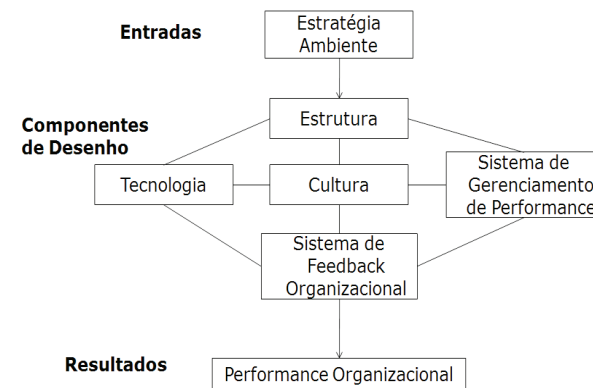 Entradas
Estratégia
Ambiente
Componentes
de Desenho
Estrutura
Tecnologia
Cultura
Sistema de
Gerenciamento
de Performance
Sistema de
Feedback
Organizacional
Resultados
Performance Organizacional